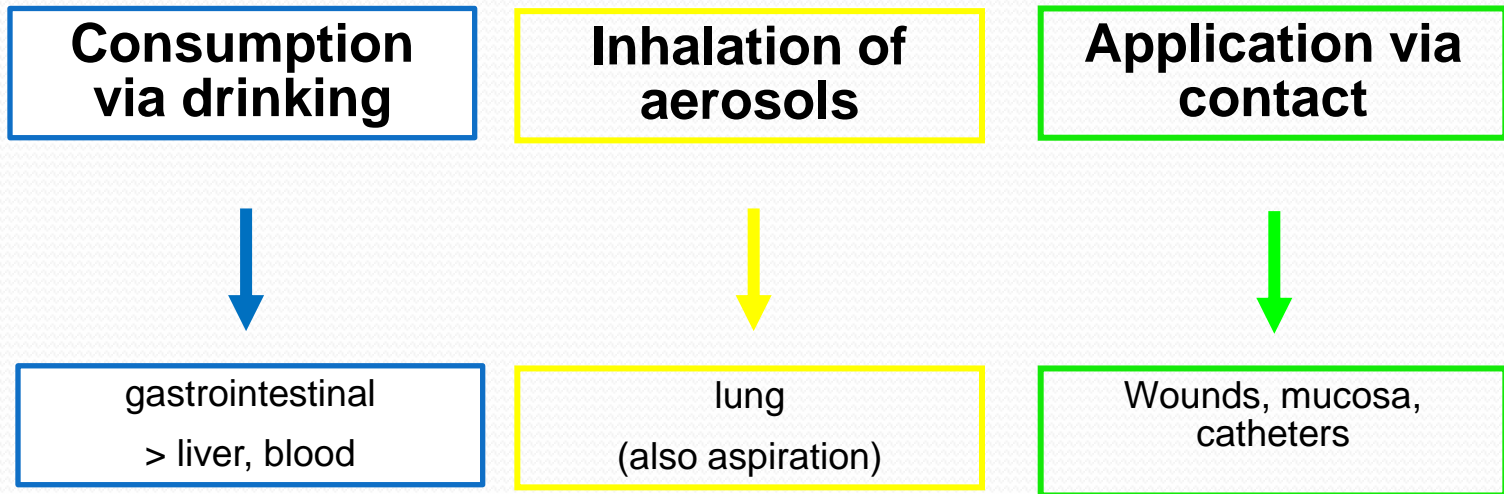 Consumption
via drinking
Inhalation of
aerosols
Application via
contact
gastrointestinal
> liver, blood
lung
(also aspiration)
Wounds, mucosa,
catheters